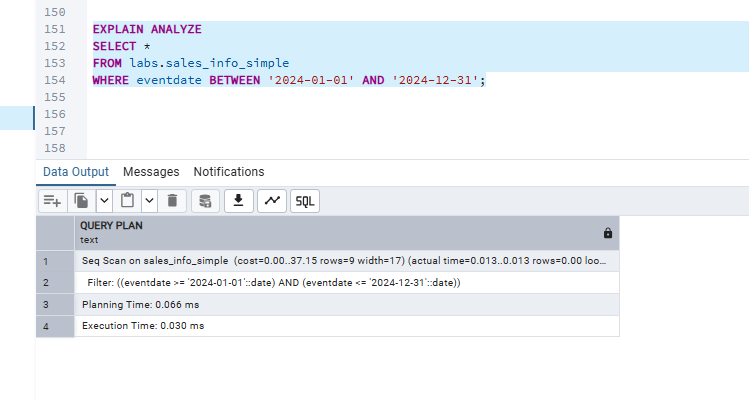 150
151 EXPLAIN ANALYZE
152 SELECT *
153 FROM labs.sales_info_simple
154 WHERE eventdate BETWEEN '2024-01-01' AND '2024-12-31';
155
156
157
158
Data Output Messages Notifications
SQL
QUERY PLAN
text
1 Seq Scan on sales_info_simple (cost=0.00..37.15 rows=9 width=17) (actual time=0.013..0.013 rows=0.00 loo...
2 Filter: ((eventdate >= '2024-01-01'::date) AND (eventdate <= '2024-12-31'::date))
3 Planning Time: 0.066 ms
4 Execution Time: 0.030 ms